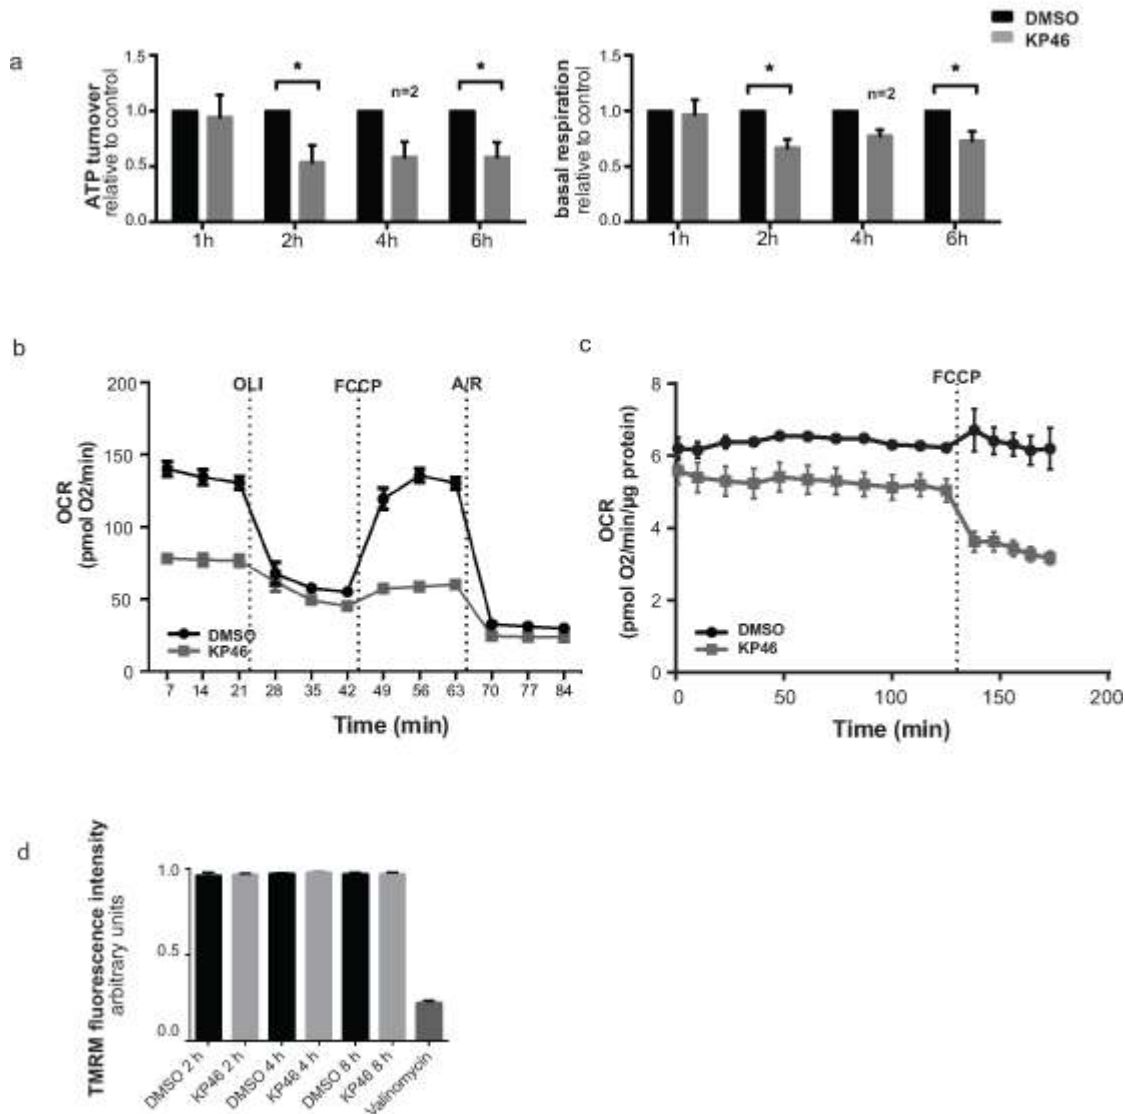 DMSO
KP46
a
ATP turnover
relative to control
1.5
1.0
0.5
0.0
*
n=2
*
1h
2h
4h
6h
basal respiration
relative to control
1.5
1.0
0.5
0.0
*
n=2
*
1h
2h
4h
6h
b
OCR
(pmol O2/min)
200
150
100
50
0
OLI
FCCP
A/R
DMSO
KP46
7
14
21
28
35
42
49
56
63
70
77
84
Time (min)
c
OCR
(pmol O2/min/µg protein)
8
6
4
2
0
FCCP
DMSO
KP46
0
50
100
150
200
Time (min)
d
TMRM fluorescence intensity
arbitrary units
1.0
0.5
0.0
DMSO 2 h
KP46 2 h
DMSO 4 h
KP46 4 h
DMSO 8 h
KP46 8 h
Valinomycin